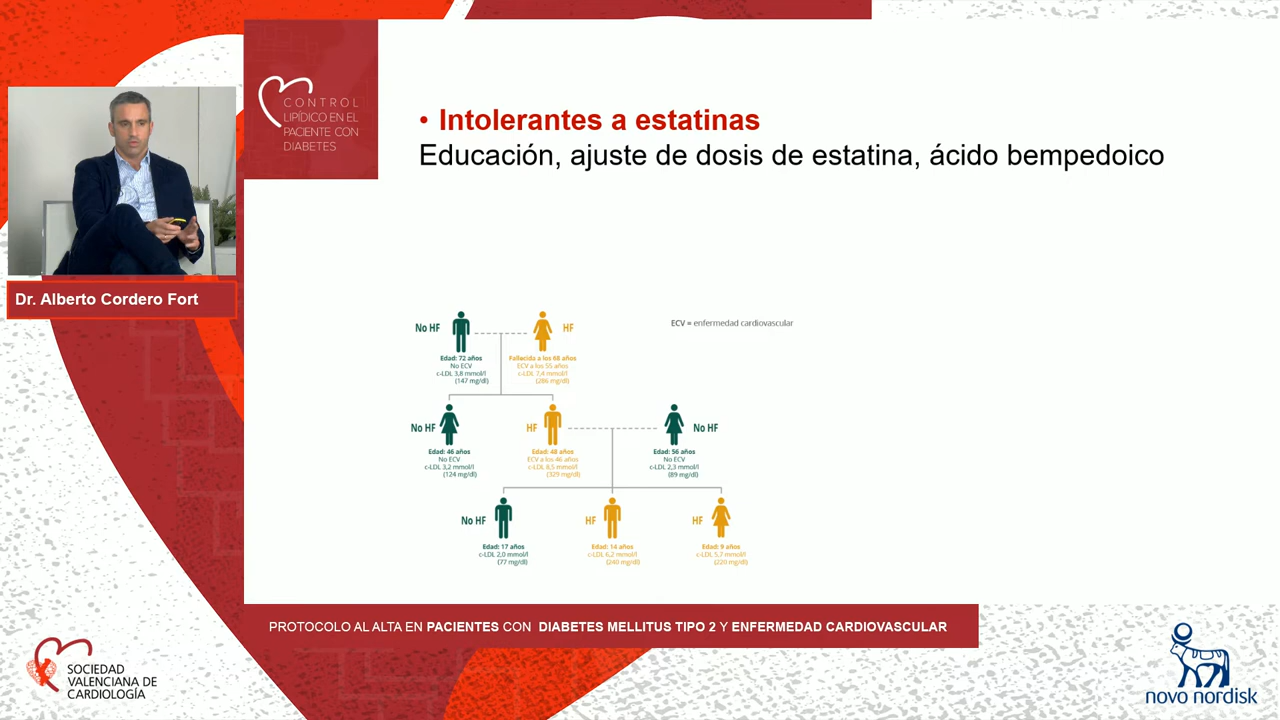 CONTROL
LIPÍDICO EN EL
PACIENTE CON
DIABETES
• Intolerantes a estatinas
Educación, ajuste de dosis de estatina, ácido bempedoico
Dr. Alberto Cordero Fort
No HF
HF
ECV = enfermedad cardiovascular
Edad: 72 años
No ECV
c-LDL 3,8 mmol/l
(147 mg/dl)
Fallecida a los 68 años
ECV a los 55 años
c-LDL 7,4 mmol/l
(286 mg/dl)
No HF
HF
No HF
Edad: 46 años
No ECV
c-LDL 3,2 mmol/l
(124 mg/dl)
Edad: 48 años
ECV a los 46 años
c-LDL 8,5 mmol/l
(329 mg/dl)
Edad: 56 años
No ECV
c-LDL 2,3 mmol/l
(89 mg/dl)
No HF
HF
HF
Edad: 17 años
c-LDL 2,0 mmol/l
(77 mg/dl)
Edad: 14 años
c-LDL 6,2 mmol/l
(240 mg/dl)
Edad: 9 años
c-LDL 5,7 mmol/l
(220 mg/dl)
PROTOCOLO AL ALTA EN PACIENTES CON DIABETES MELLITUS TIPO 2 Y ENFERMEDAD CARDIOVASCULAR
SOCIEDAD
VALENCIANA DE
CARDIOLOGÍA
novo nordisk